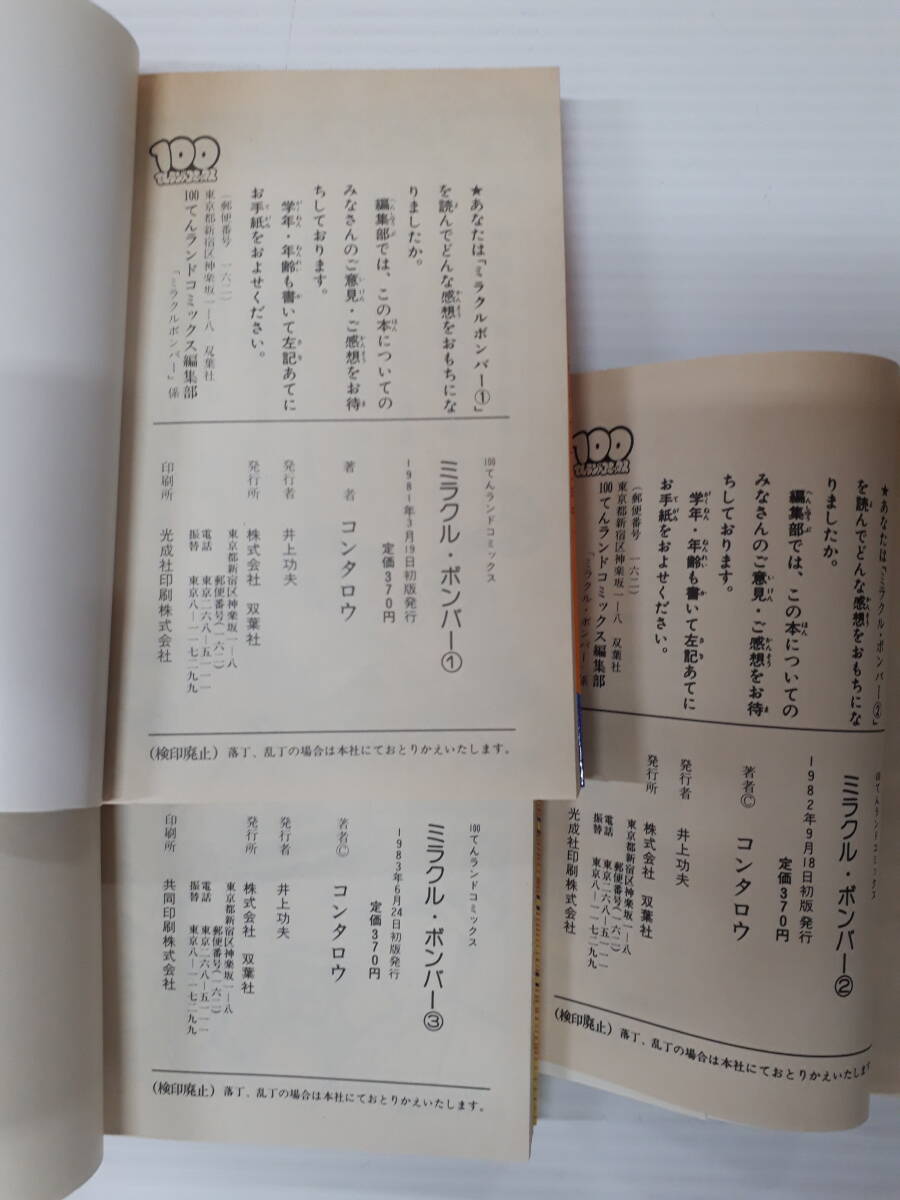 100
てんランドコミックス
★あなたは「ミラクルボンバー①」
を読んでどんな感想をおもちにな
りましたか。
編集部では、この本についての
みなさんのご意見・ご感想をお待
ちしております。
学年・年齢も書いて左記あてに
お手紙をおよせください。
（郵便番号 一六二）
東京都新宿区神楽坂一―八 双葉社
100てんランドコミックス編集部
「ミラクルボンバー」係
100てんランドコミックス
ミラクル・ボンバー①
1981年3月19日初版発行
定価370円
著者 コンタロウ
発行者 井上功夫
発行所 株式会社 双葉社
東京都新宿区神楽坂一―八
郵便番号（一六二）
電話 東京二六八―五一一一
振替 東京八―一一七二九九
印刷所 光成社印刷株式会社
（検印廃止）落丁、乱丁の場合は本社にておとりかえいたします。
100
てんランドコミックス
★あなたは「ミラクル・ボンバー②」
を読んでどんな感想をおもちにな
りましたか。
編集部では、この本についての
みなさんのご意見・ご感想をお待
ちしております。
学年・年齢も書いて左記あてに
お手紙をおよせください。
（郵便番号 一六二）
東京都新宿区神楽坂一―八 双葉社
100てんランドコミックス編集部
「ミラクル・ボンバー」係
100てんランドコミックス
ミラクル・ボンバー②
1982年9月18日初版発行
定価370円
著者© コンタロウ
発行者 井上功夫
発行所 株式会社 双葉社
東京都新宿区神楽坂一―八
郵便番号（一六二）
電話 東京二六八―五一一一
振替 東京八―一一七二九九
光成社印刷株式会社
（検印廃止）落丁、乱丁の場合は本社にておとりかえいたします
100てんランドコミックス
ミラクル・ボンバー③
1983年6月24日初版発行
定価370円
著者© コンタロウ
発行者 井上功夫
発行所 株式会社 双葉社
東京都新宿区神楽坂一―八
郵便番号（一六二）
電話 東京二六八―五一一一
振替 東京八―一一七二九九
印刷所 共同印刷株式会社
（検印廃止）落丁、乱丁の場合は本社にておとりかえいたします。